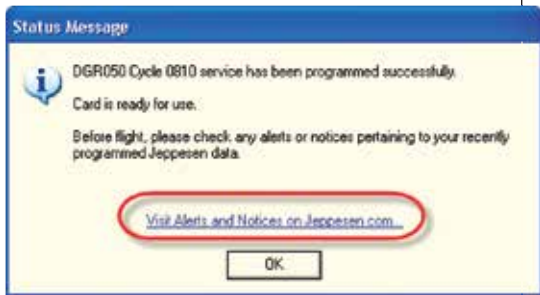 Status Message
DGR050 Cycle 0810 service has been programmed successfully.
Card is ready for use.
Before flight, please check any alerts or notices pertaining to your recently
programmed Jeppesen data.
Visit Alerts and Notices on Jeppesen.com...
OK